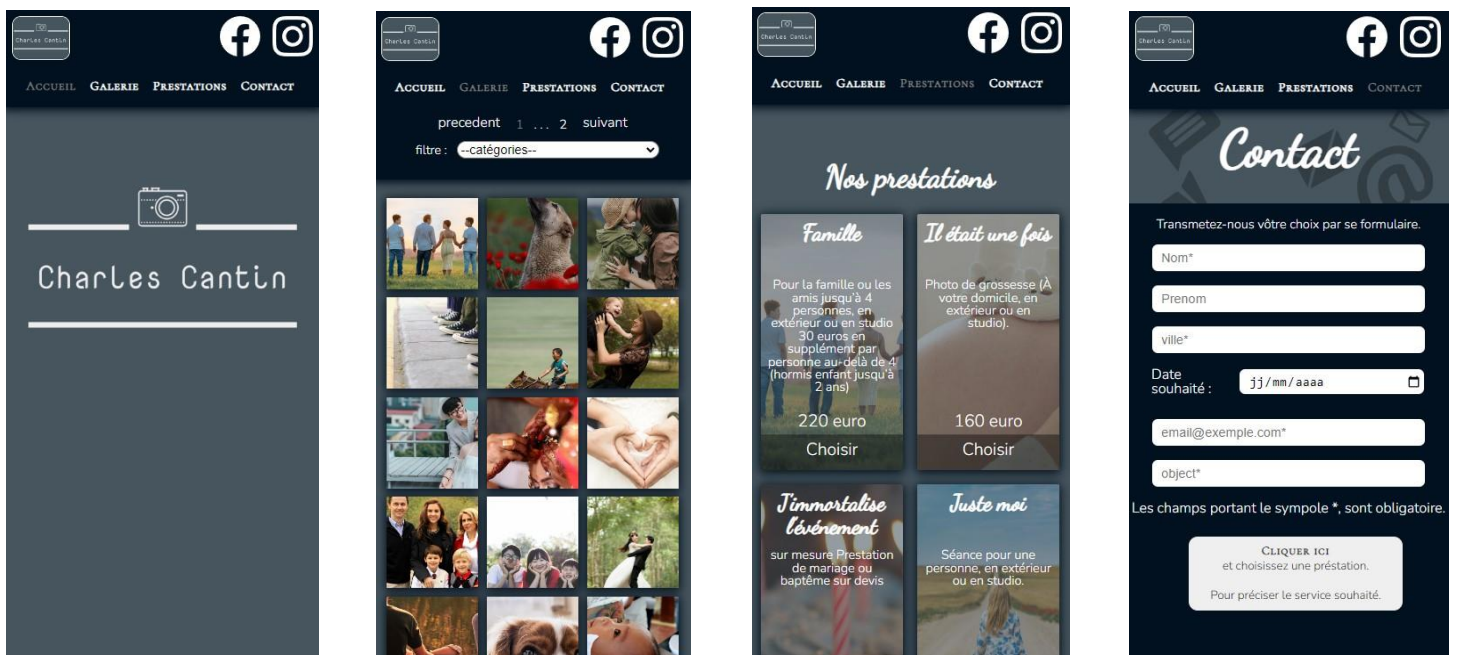 Charles Cantin
Accueil Galerie Prestations Contact
Charles Cantin
Charles Cantin
Accueil Galerie Prestations Contact
precedent 1 ... 2 suivant
filtre : --catégories--
Charles Cantin
Accueil Galerie Prestations Contact
Nos prestations
Famille
Pour la famille ou les
amis jusqu'à 4
personnes, en
extérieur ou en studio
30 euros en
supplément par
personne au-delà de 4
(hormis enfant jusqu'à
2 ans)
220 euro
Choisir
Il était une fois
Photo de grossesse (À
votre domicile, en
extérieur ou en
studio).
160 euro
Choisir
J'immortalise
l'événement
sur mesure Prestation
de mariage ou
baptême sur devis
Juste moi
Séance pour une
personne, en extérieur
ou en studio.
Charles Cantin
Accueil Galerie Prestations Contact
Contact
Transmetez-nous vôtre choix par se formulaire.
Nom*
Prenom
ville*
Date
souhaité :
jj/mm/aaaa
email@exemple.com*
object*
Les champs portant le sympole *, sont obligatoire.
Cliquer ici
et choisissez une préstation.
Pour préciser le service souhaité.